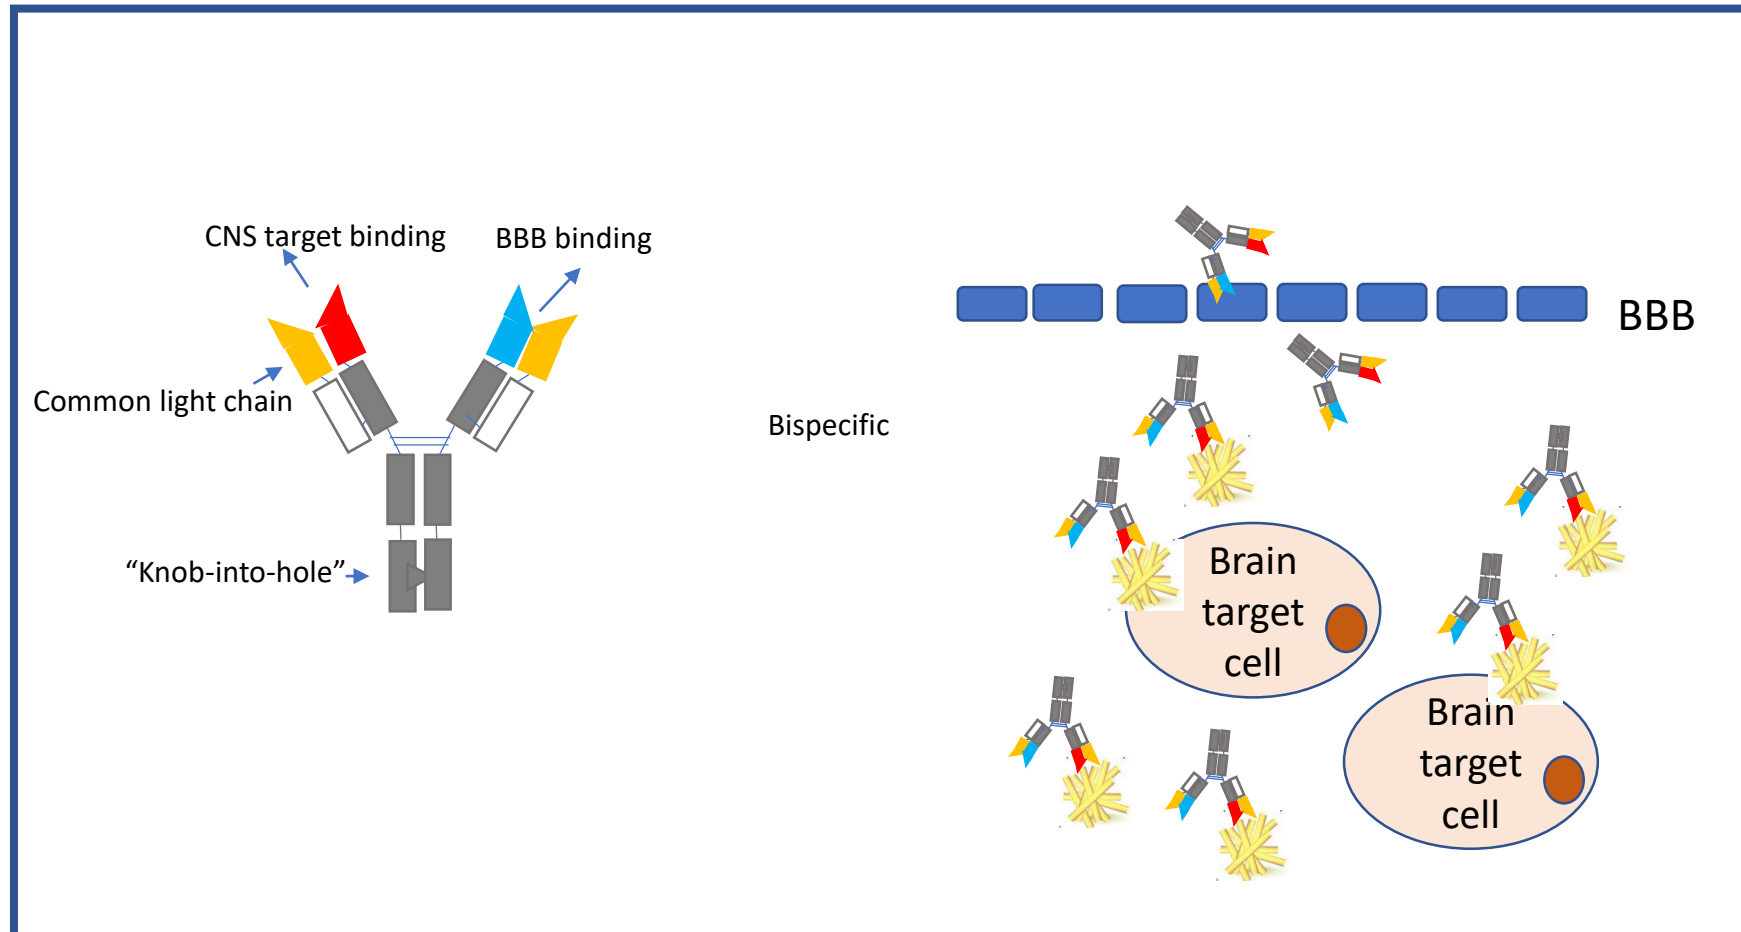 CNS target binding
BBB binding
Common light chain
“Knob-into-hole”
Bispecific
BBB
Brain
target
cell
Brain
target
cell